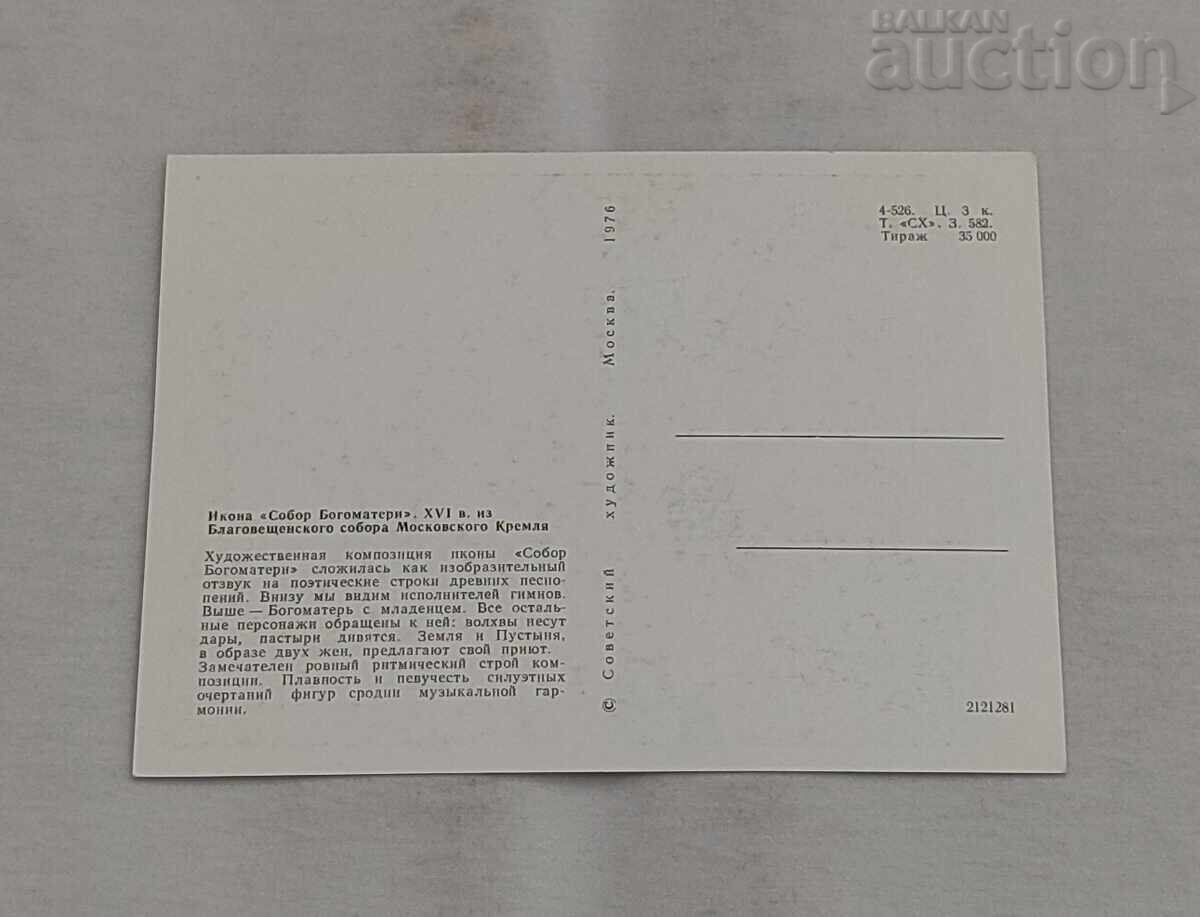 BALKAN
auction
4-526. Ц. 3 к.
Т. «СХ». З. 582.
Тираж 35 000
Икона «Собор Богоматери». XVI в. из
Благовещенского собора Московского Кремля
Художественная композиция иконы «Собор
Богоматери» сложилась как изобразительный
отзвук на поэтические строки древних песно-
пений. Внизу мы видим исполнителей гимнов.
Выше — Богоматерь с младенцем. Все осталь-
ные персонажи обращены к ней: волхвы несут
дары, пастыри дивятся. Земля и Пустыня,
в образе двух жен, предлагают свой приют.
Замечателен ровный ритмический строй ком-
позиции. Плавность и певучесть силуэтных
очертаний фигур сродни музыкальной гар-
монии.
© Советский художник. Москва. 1976
2121281